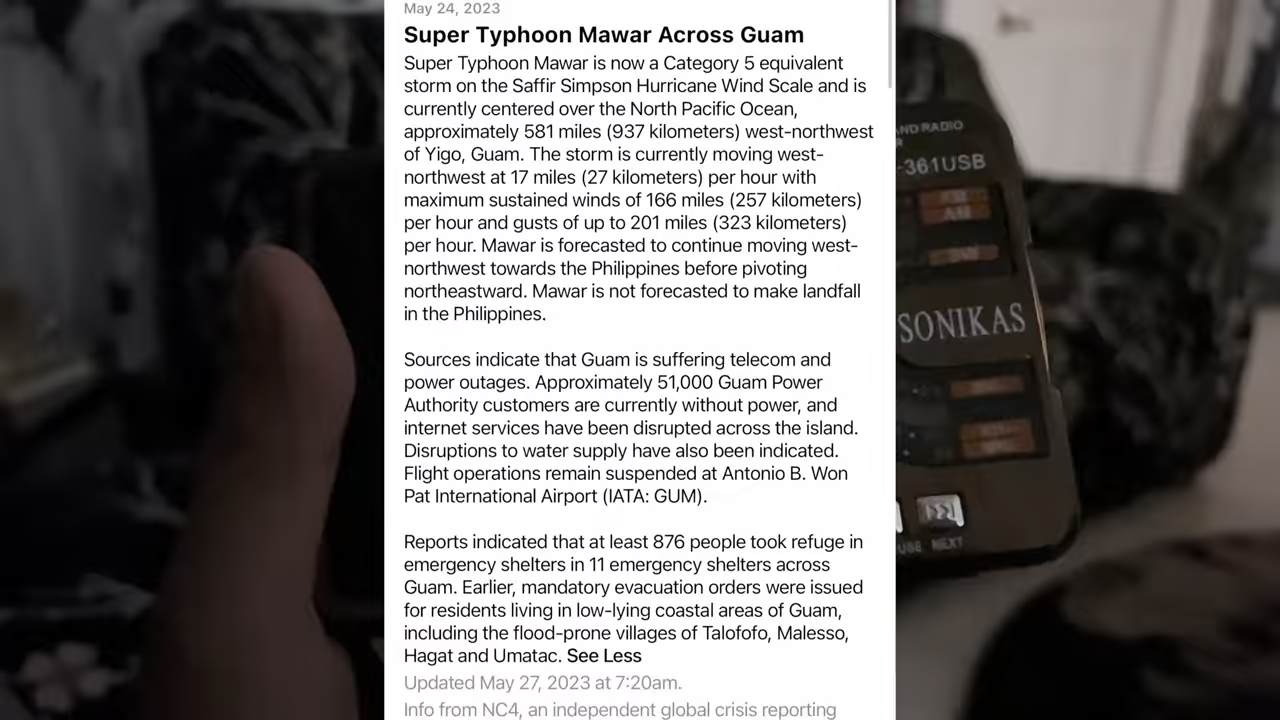 May 24, 2023
Super Typhoon Mawar Across Guam
Super Typhoon Mawar is now a Category 5 equivalent
storm on the Saffir Simpson Hurricane Wind Scale and is
currently centered over the North Pacific Ocean,
approximately 581 miles (937 kilometers) west-northwest
of Yigo, Guam. The storm is currently moving west-
northwest at 17 miles (27 kilometers) per hour with
maximum sustained winds of 166 miles (257 kilometers)
per hour and gusts of up to 201 miles (323 kilometers)
per hour. Mawar is forecasted to continue moving west-
northwest towards the Philippines before pivoting
northeastward. Mawar is not forecasted to make landfall
in the Philippines.
Sources indicate that Guam is suffering telecom and
power outages. Approximately 51,000 Guam Power
Authority customers are currently without power, and
internet services have been disrupted across the island.
Disruptions to water supply have also been indicated.
Flight operations remain suspended at Antonio B. Won
Pat International Airport (IATA: GUM).
Reports indicated that at least 876 people took refuge in
emergency shelters in 11 emergency shelters across
Guam. Earlier, mandatory evacuation orders were issued
for residents living in low-lying coastal areas of Guam,
including the flood-prone villages of Talofofo, Malesso,
Hagat and Umatac. See Less
Updated May 27, 2023 at 7:20am.
Info from NC4, an independent global crisis reporting
AND RADIO
-361USB
SONIKAS
NEXT